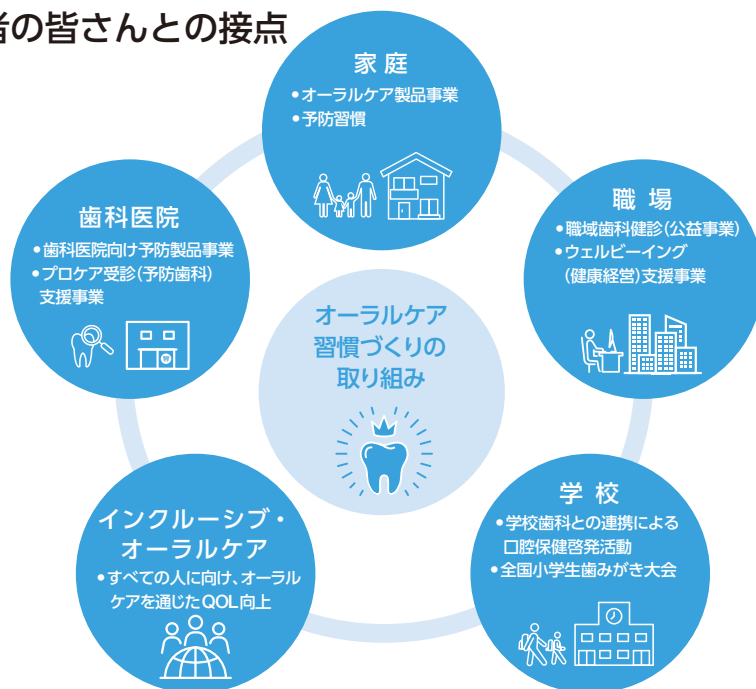 者の皆さんとの接点
家庭
•オーラルケア製品事業
•予防習慣
職場
•職域歯科健診(公益事業)
•ウェルビーイング
(健康経営)支援事業
歯科医院
•歯科医院向け予防製品事業
•プロケア受診(予防歯科)
支援事業
オーラルケア
習慣づくりの
取り組み
学校
•学校歯科との連携による
口腔保健啓発活動
•全国小学生歯みがき大会
インクルーシブ・
オーラルケア
•すべての人に向け、オーラル
ケアを通じたQOL向上